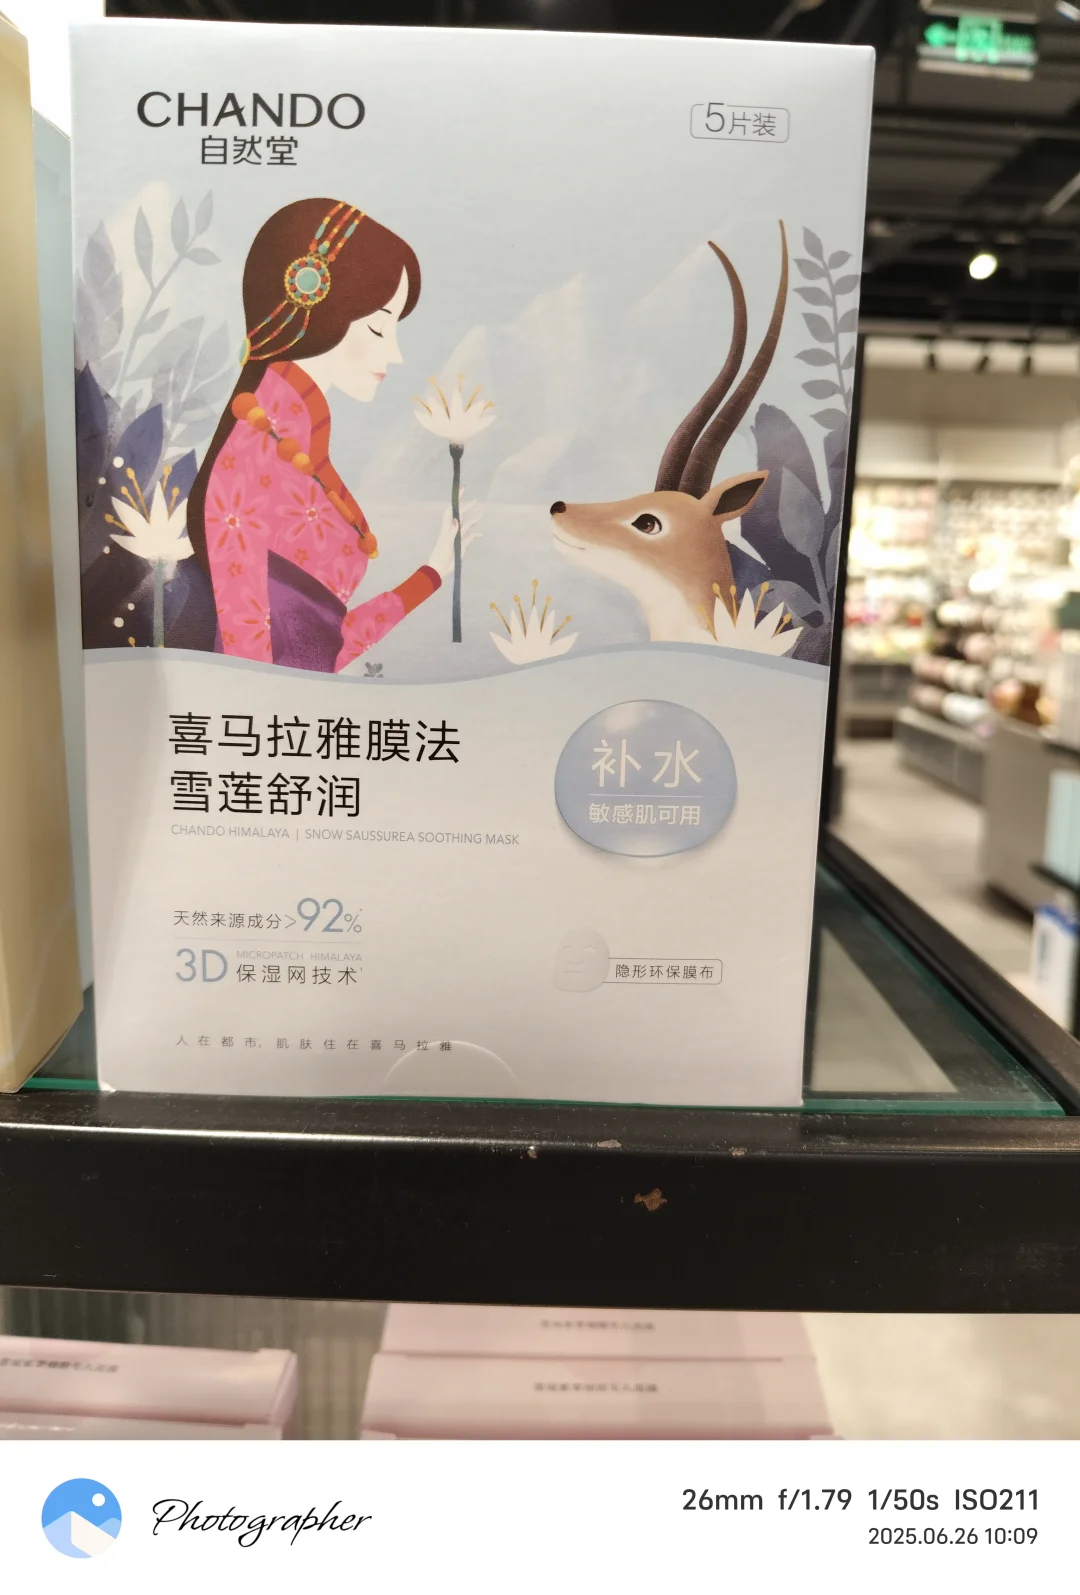 CHANDO
自然堂
5片装
喜马拉雅膜法
雪莲舒润
CHANDO HIMALAYA | SNOW SAUSSUREA SOOTHING MASK
补水
敏感肌可用
天然来源成分>92%
3D MICROPATCH HIMALAYA
保湿网技术
隐形环保膜布
人在都市,肌肤住在喜马拉雅
Photographer
26mm f/1.79 1/50s ISO211
2025.06.26 10:09